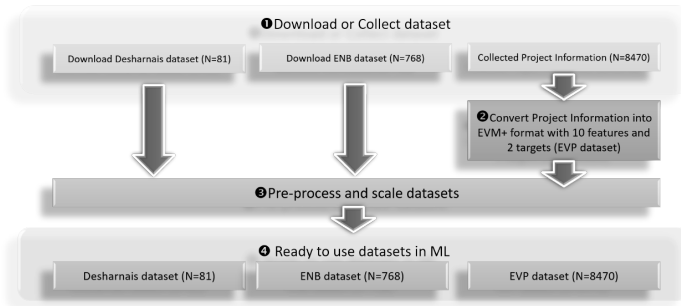 ❶Download or Collect dataset
Download Desharnais dataset (N=81)
Download ENB dataset (N=768)
Collected Project Information (N=8470)
❷Convert Project Information into
EVM+ format with 10 features and
2 targets (EVP dataset)
❸Pre-process and scale datasets
❹ Ready to use datasets in ML
Desharnais dataset (N=81)
ENB dataset (N=768)
EVP dataset (N=8470)